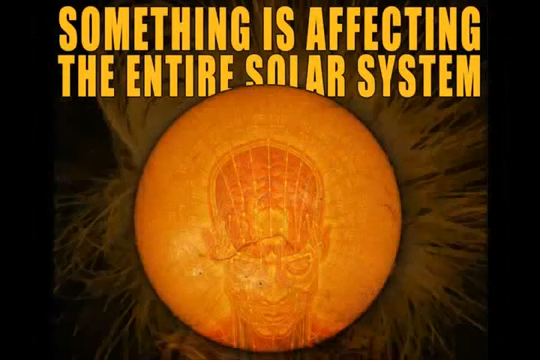 SOMETHING IS AFFECTING
THE ENTIRE SOLAR SYSTEM